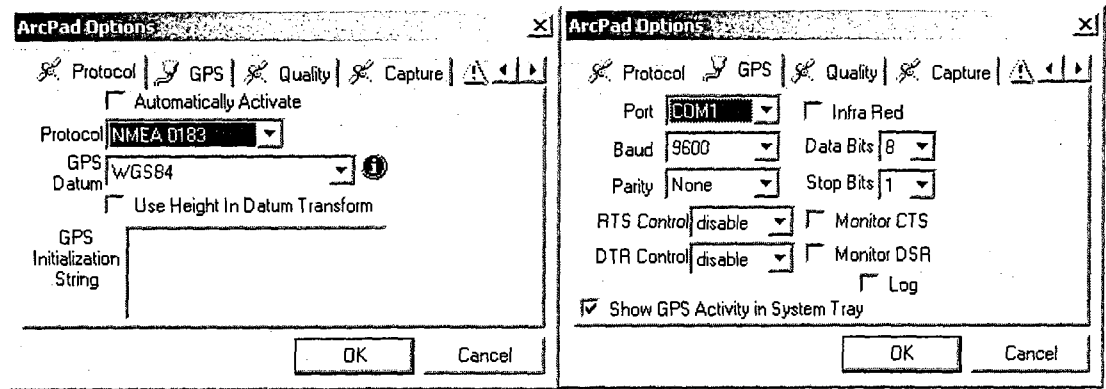 ArcPad Options
Protocol GPS Quality Capture
Automatically Activate
Protocol NMEA 0183
GPS Datum WGS84
Use Height In Datum Transform
GPS Initialization String
OK Cancel
ArcPad Options
Protocol GPS Quality Capture
Port COM1 Infra Red
Baud 9600 Data Bits 8
Parity None Stop Bits 1
RTS Control disable Monitor CTS
DTR Control disable Monitor DSR
Log
Show GPS Activity in System Tray
OK Cancel